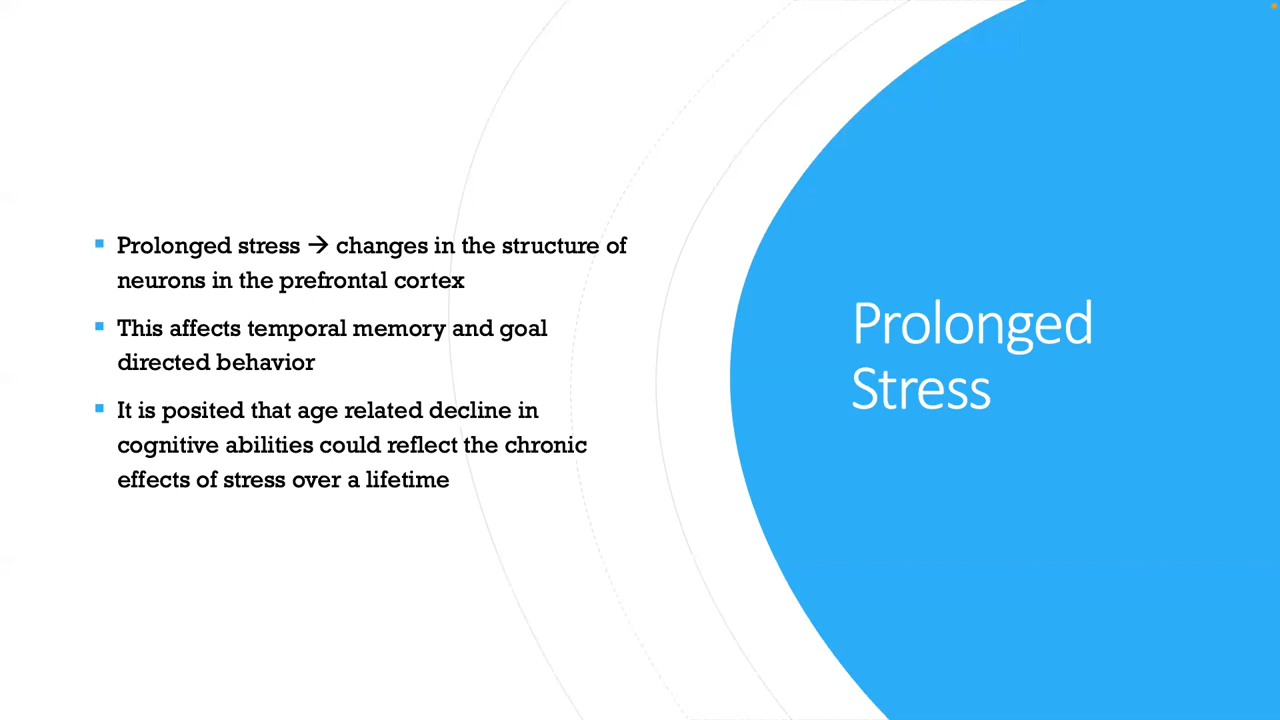 Prolonged stress → changes in the structure of
neurons in the prefrontal cortex
This affects temporal memory and goal
directed behavior
It is posited that age related decline in
cognitive abilities could reflect the chronic
effects of stress over a lifetime
Prolonged
Stress